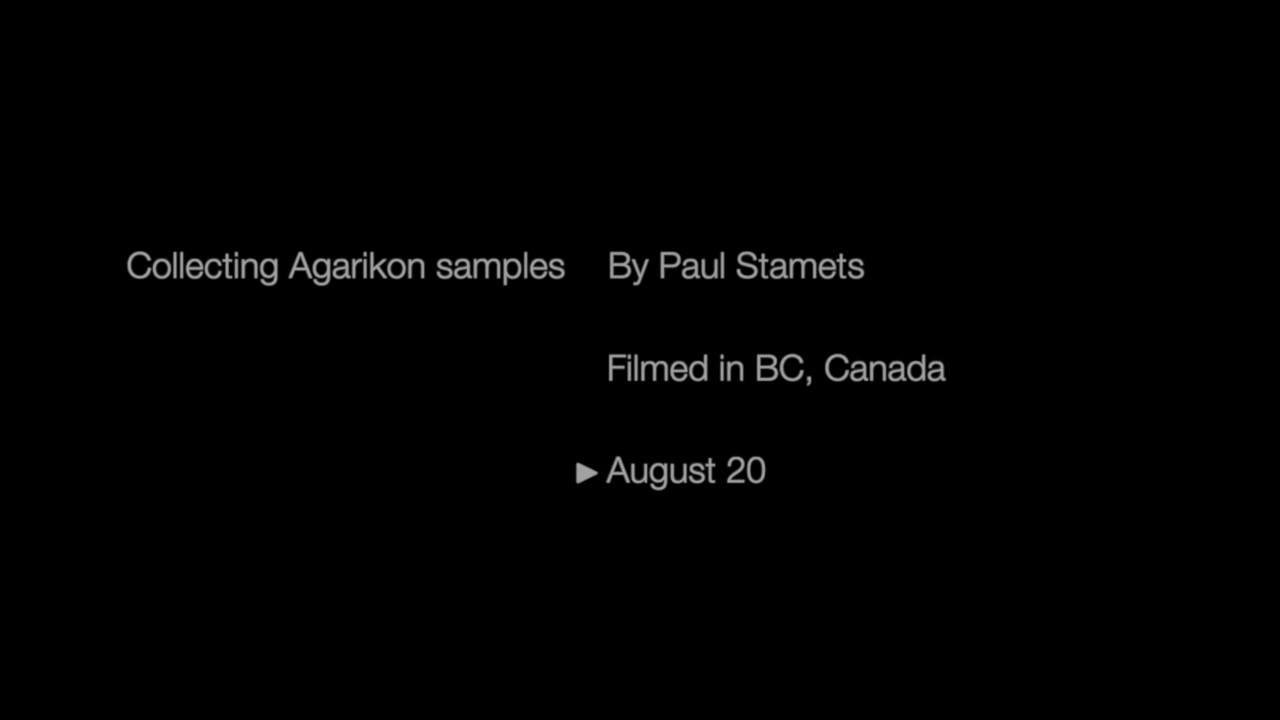 Collecting Agarikon samples By Paul Stamets
Filmed in BC, Canada
▶ August 20